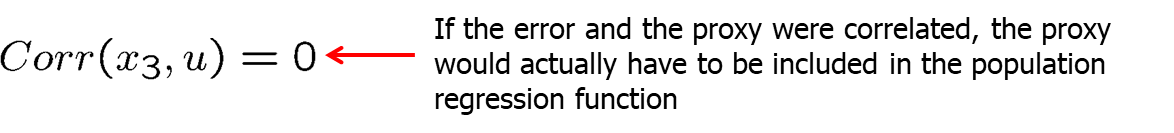 Corr(x₃, u) = 0
If the error and the proxy were correlated, the proxy
would actually have to be included in the population
regression function